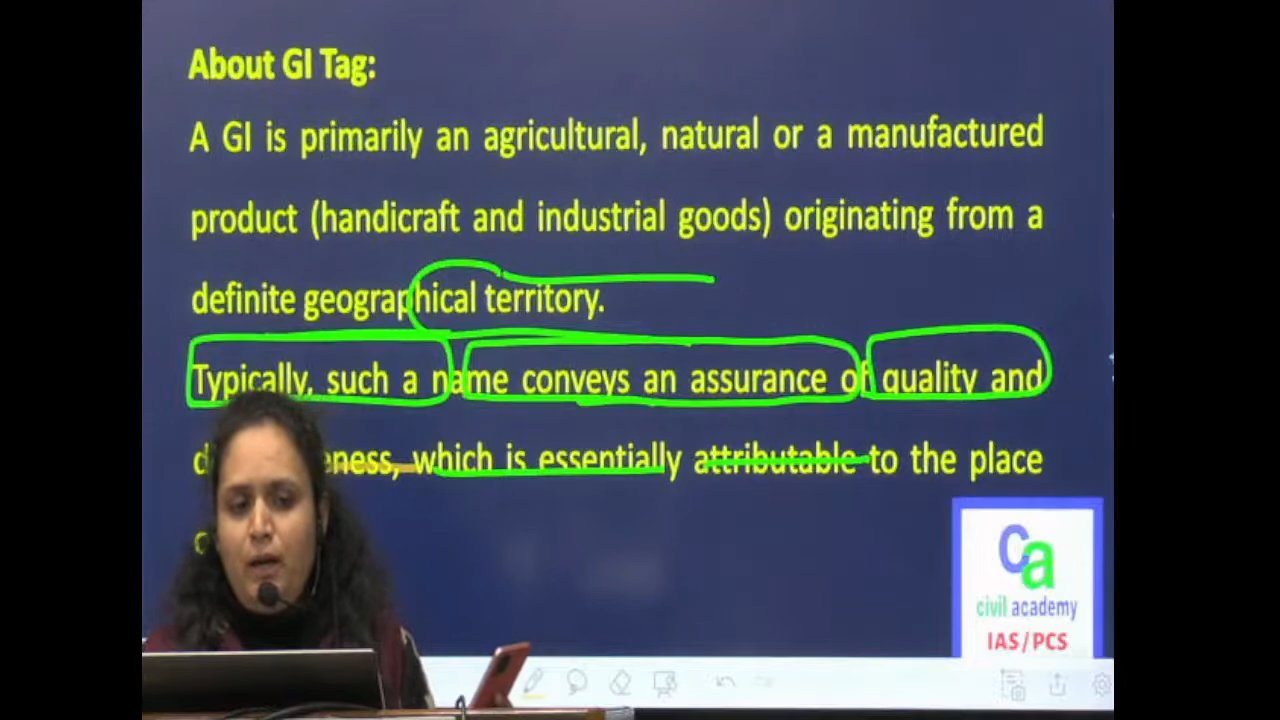 About GI Tag:
A GI is primarily an agricultural, natural or a manufactured
product (handicraft and industrial goods) originating from a
definite geographical territory.
Typically, such a name conveys an assurance of quality and
which is essentially attributable to the place
ca
civil academy
IAS/PCS